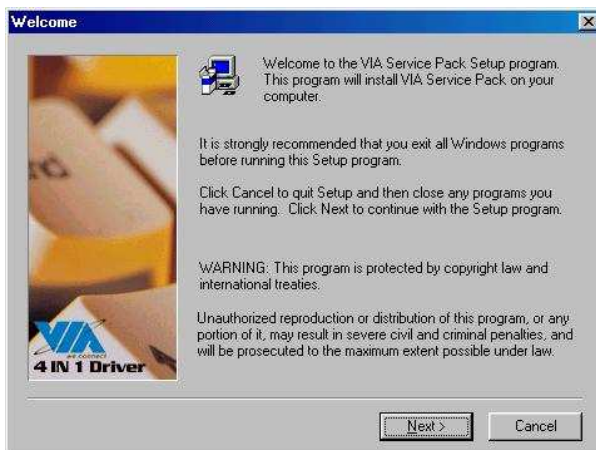 Welcome
Welcome to the VIA Service Pack Setup program.
This program will install VIA Service Pack on your
computer.
It is strongly recommended that you exit all Windows programs
before running this Setup program.
Click Cancel to quit Setup and then close any programs you
have running. Click Next to continue with the Setup program.
WARNING: This program is protected by copyright law and
international treaties.
Unauthorized reproduction or distribution of this program, or any
portion of it, may result in severe civil and criminal penalties, and
will be prosecuted to the maximum extent possible under law.
VIA
we connect
4 IN 1 Driver
Next >
Cancel